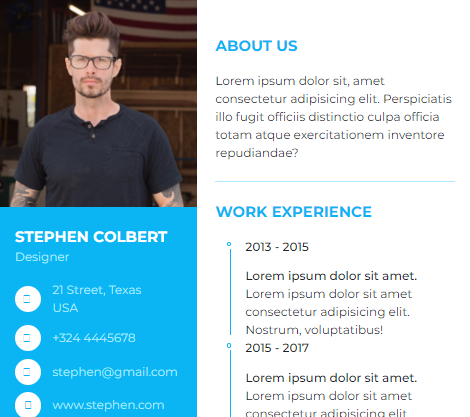 STEPHEN COLBERT
Designer
21 Street, Texas
USA
+324 4445678
stephen@gmail.com
www.stephen.com
ABOUT US
Lorem ipsum dolor sit, amet
consectetur adipisicing elit. Perspiciatis
illo fugit officiis distinctio culpa officia
totam atque exercitationem inventore
repudiandae?
WORK EXPERIENCE
2013 - 2015
Lorem ipsum dolor sit amet.
Lorem ipsum dolor sit amet
consectetur adipisicing elit.
Nostrum, voluptatibus!
2015 - 2017
Lorem ipsum dolor sit amet.
Lorem ipsum dolor sit amet
consectetur adipisicing elit.